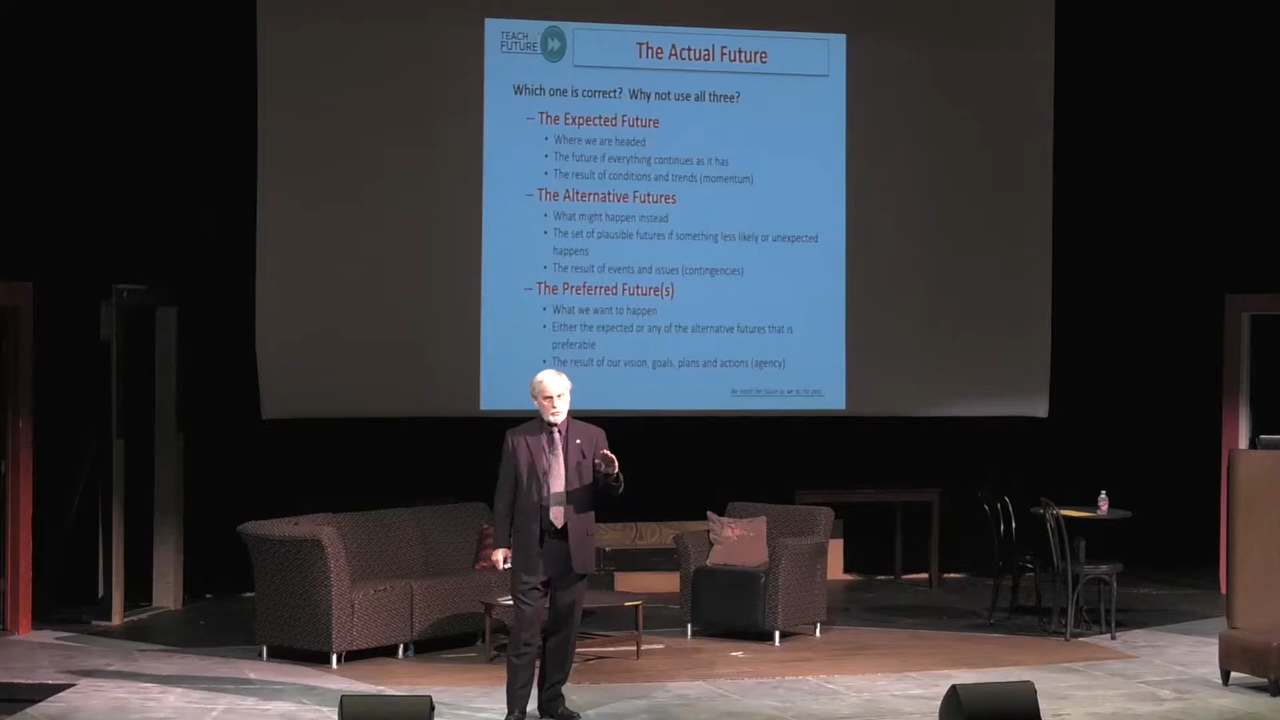 TEACH
FUTURE
The Actual Future
Which one is correct? Why not use all three?
– The Expected Future
• Where we are headed
• The future if everything continues as it has
• The result of conditions and trends (momentum)
– The Alternative Futures
• What might happen instead
• The set of plausible futures if something less likely or unexpected
happens
• The result of events and issues (contingencies)
– The Preferred Future(s)
• What we want to happen
• Either the expected or any of the alternative futures that is
preferable
• The result of our vision, goals, plans and actions (agency)